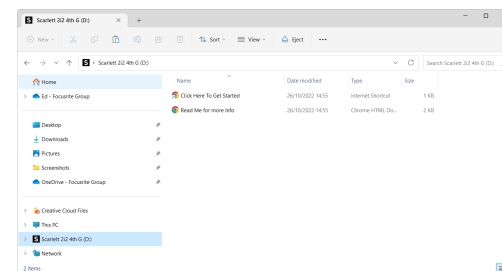 Scarlett 2i2 4th G (D:)
New Sort View Eject ...
Scarlett 2i2 4th G (D:) Search Scarlett 2i2 4th G (D:)
Home
Ed - Focusrite Group
Desktop
Downloads
Pictures
Screenshots
OneDrive - Focusrite Group
Creative Cloud Files
This PC
Scarlett 2i2 4th G (D:)
Network
Name Date modified Type Size
Click Here To Get Started 26/10/2022 14:55 Internet Shortcut 1 KB
Read Me for more Info 26/10/2022 14:55 Chrome HTML Do... 2 KB
2 items